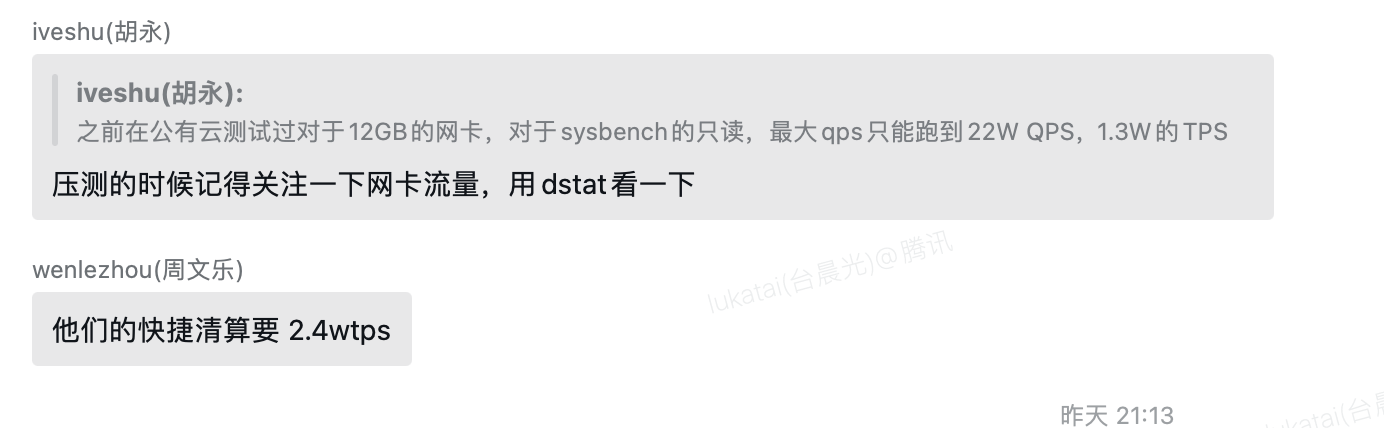 iveshu(胡永)
iveshu(胡永):
之前在公有云测试过对于12GB的网卡，对于sysbench的只读，最大qps只能跑到22W QPS，1.3W的TPS
压测的时候记得关注一下网卡流量，用dstat看一下
lukatai(台晨光)@腾讯
wenlezhou(周文乐)
他们的快捷清算要 2.4wtps
昨天 21:13